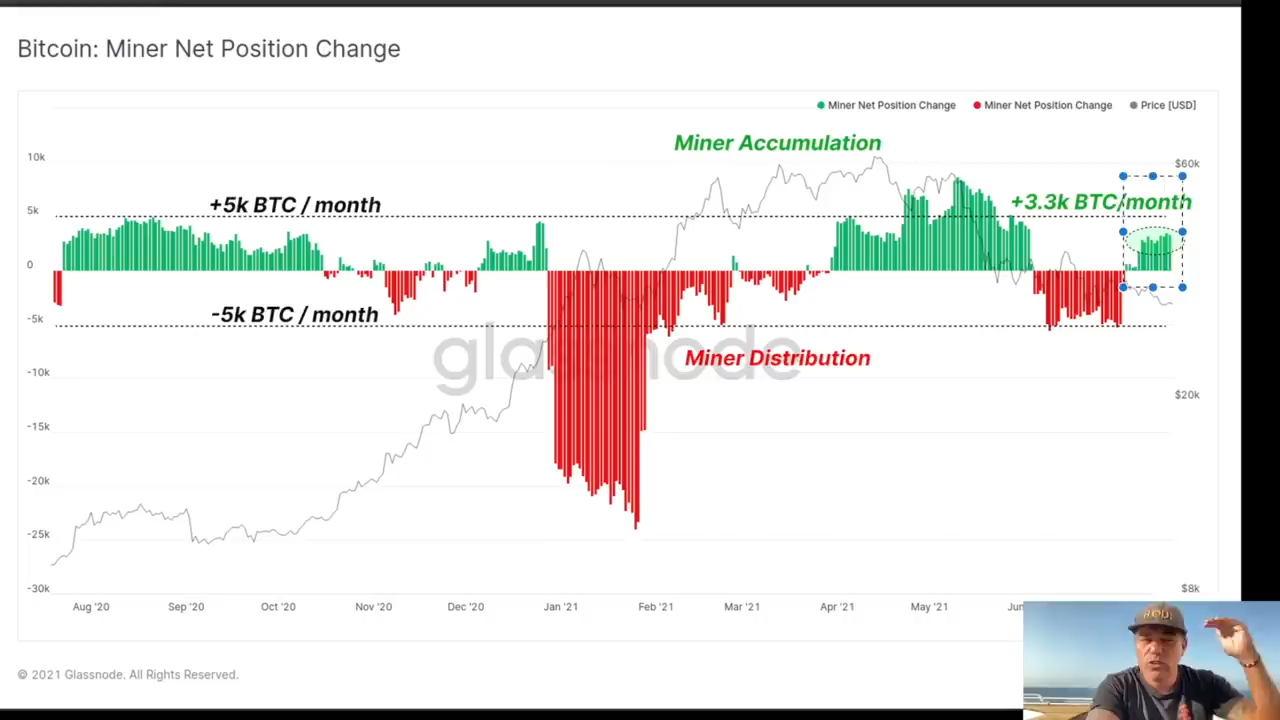 Bitcoin: Miner Net Position Change
Miner Net Position Change
Miner Net Position Change
Price [USD]
Miner Accumulation
10k
$60k
+5k BTC / month
+3.3k BTC/month
5k
0
-5k BTC / month
-5k
glassnode
Miner Distribution
-10k
$20k
-15k
-20k
-25k
-30k
$8k
Aug '20
Sep '20
Oct '20
Nov '20
Dec '20
Jan '21
Feb '21
Mar '21
Apr '21
May '21
© 2021 Glassnode. All Rights Reserved.